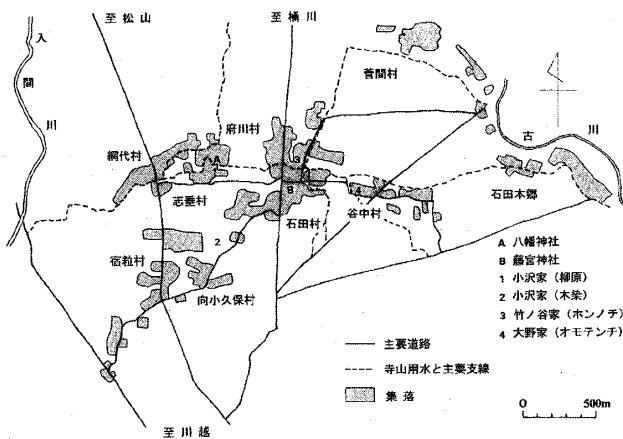 至松山
至桶川
入間川
菅間村
府川村
古川
網代村
A
3
志垂村
B
4
石田本郷
2
石田村
谷中村
宿粒村
向小久保村
A 八幡神社
B 藤宮神社
1 小沢家(柳原)
2 小沢家(木染)
3 竹ノ谷家(ホンノチ)
4 大野家(オモテンチ)
主要道路
寺山用水と主要支線
集落
0 500m
至川越